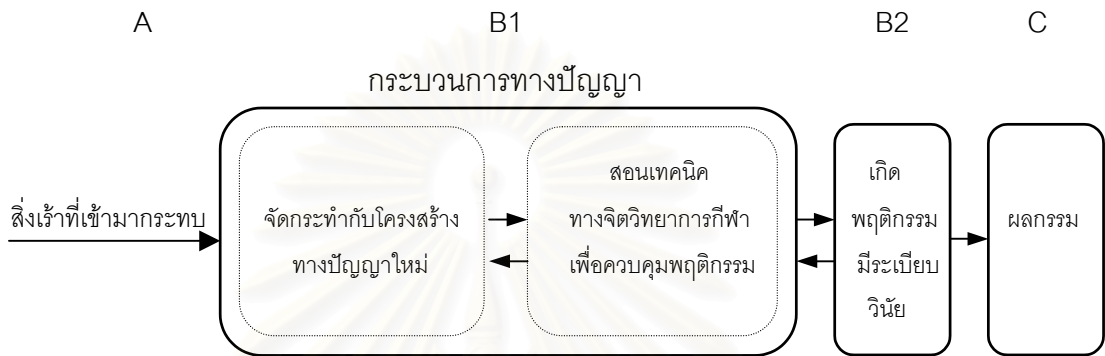 A B1 B2 C
กระบวนการทางปัญญา
สิ่งเร้าที่เข้ามากระทบ
จัดกระทำกับโครงสร้าง
ทางปัญญาใหม่
สอนเทคนิค
ทางจิตวิทยาการกีฬา
เพื่อควบคุมพฤติกรรม
เกิด
พฤติกรรม
มีระเบียบ
วินัย
ผลกรรม